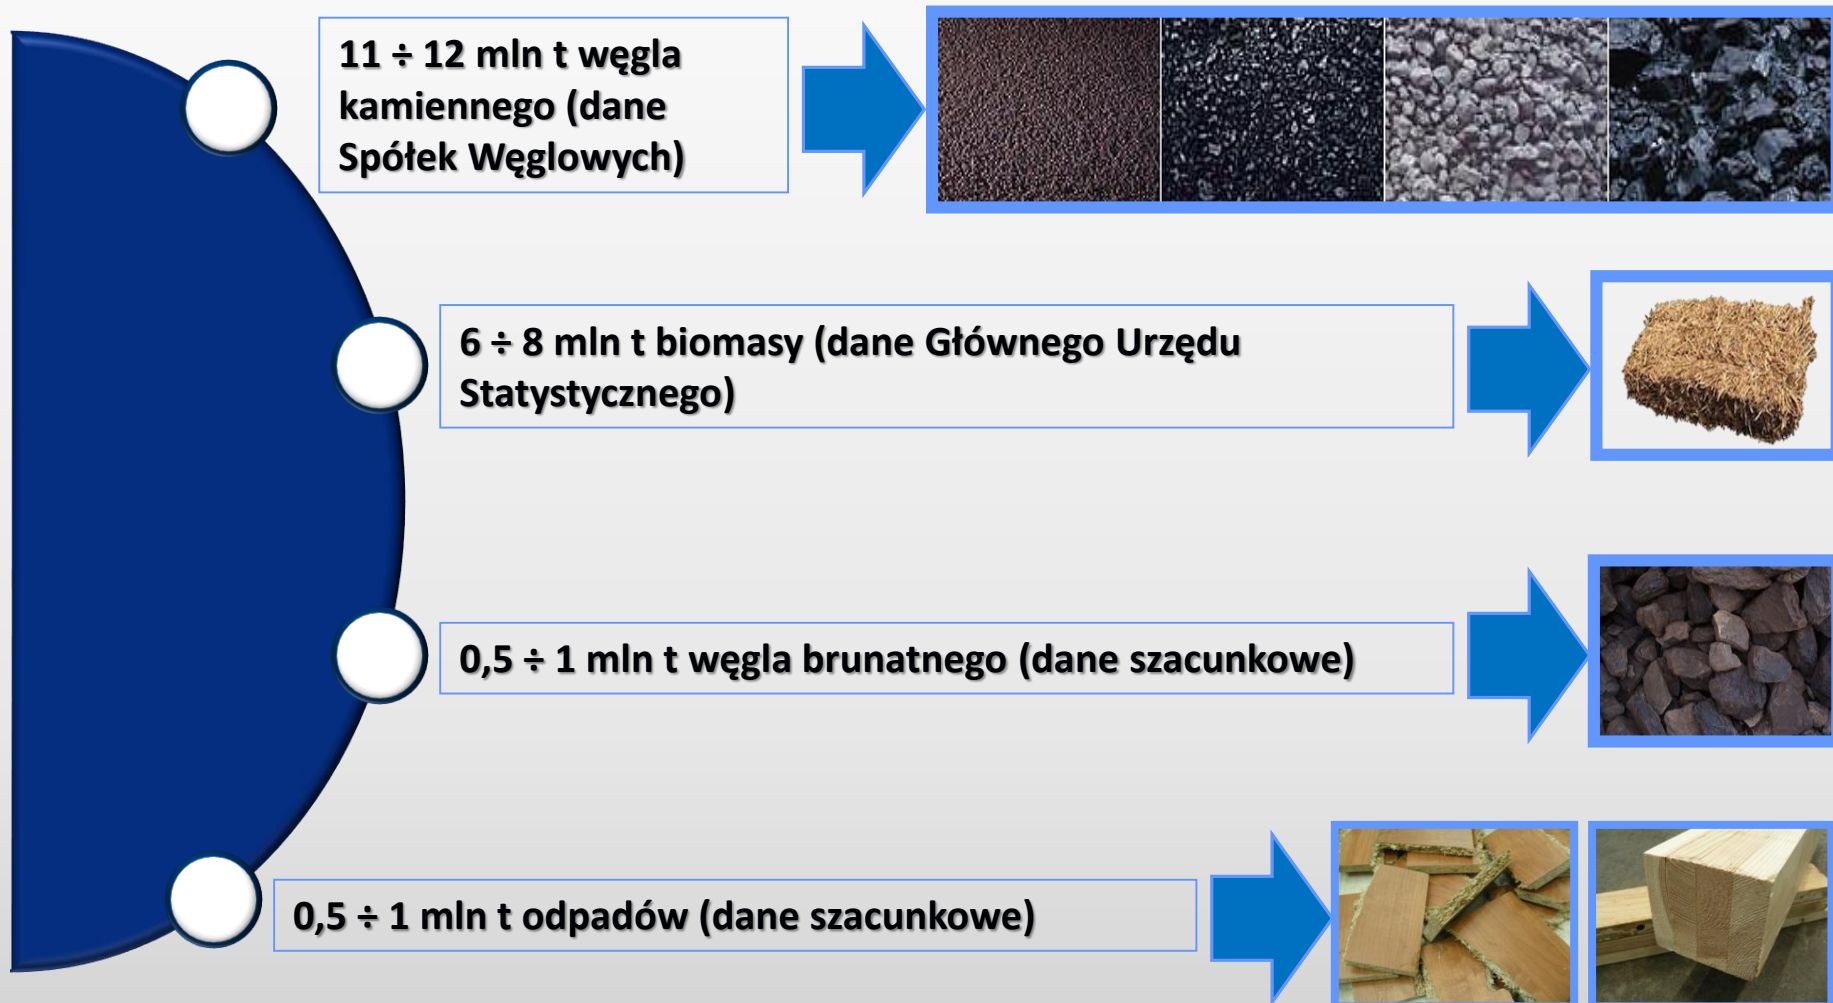 11 ÷ 12 mln t węgla
kamiennego (dane
Spółek Węglowych)
6 ÷ 8 mln t biomasy (dane Głównego Urzędu
Statystycznego)
0,5 ÷ 1 mln t węgla brunatnego (dane szacunkowe)
0,5 ÷ 1 mln t odpadów (dane szacunkowe)